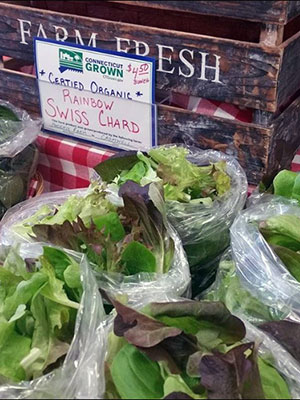 FARM FRESH
CONNECTICUT
GROWN
$4.50
BUNCH
* CERTIFIED ORGANIC *
RAINBOW
SWISS CHARD